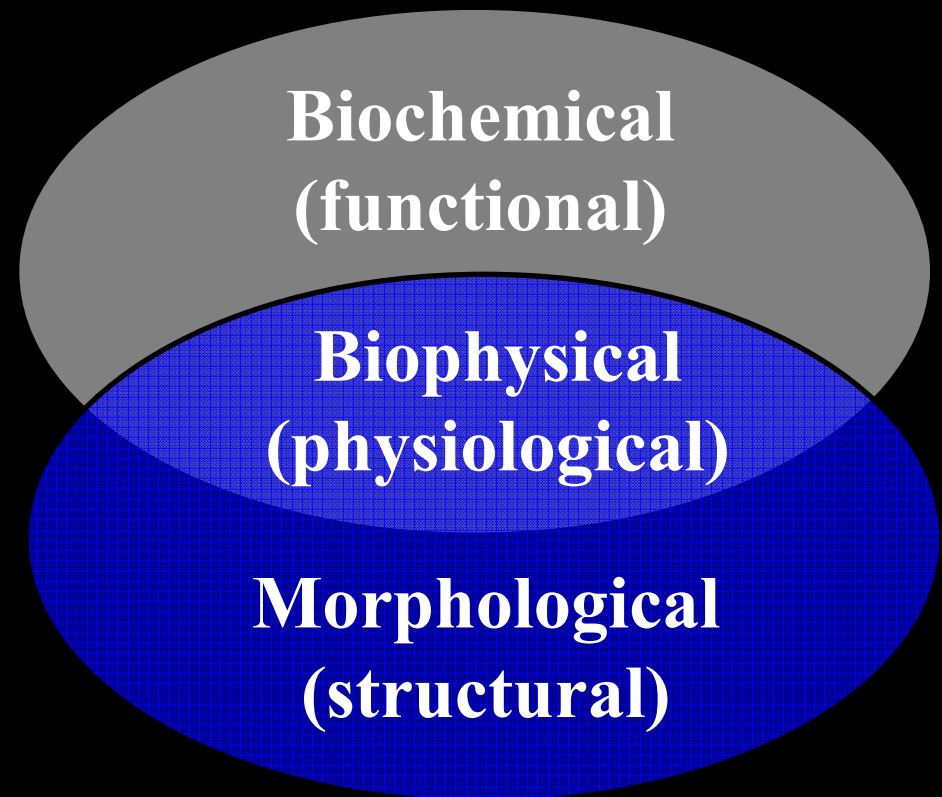 Biochemical
(functional)
Biophysical
(physiological)
Morphological
(structural)